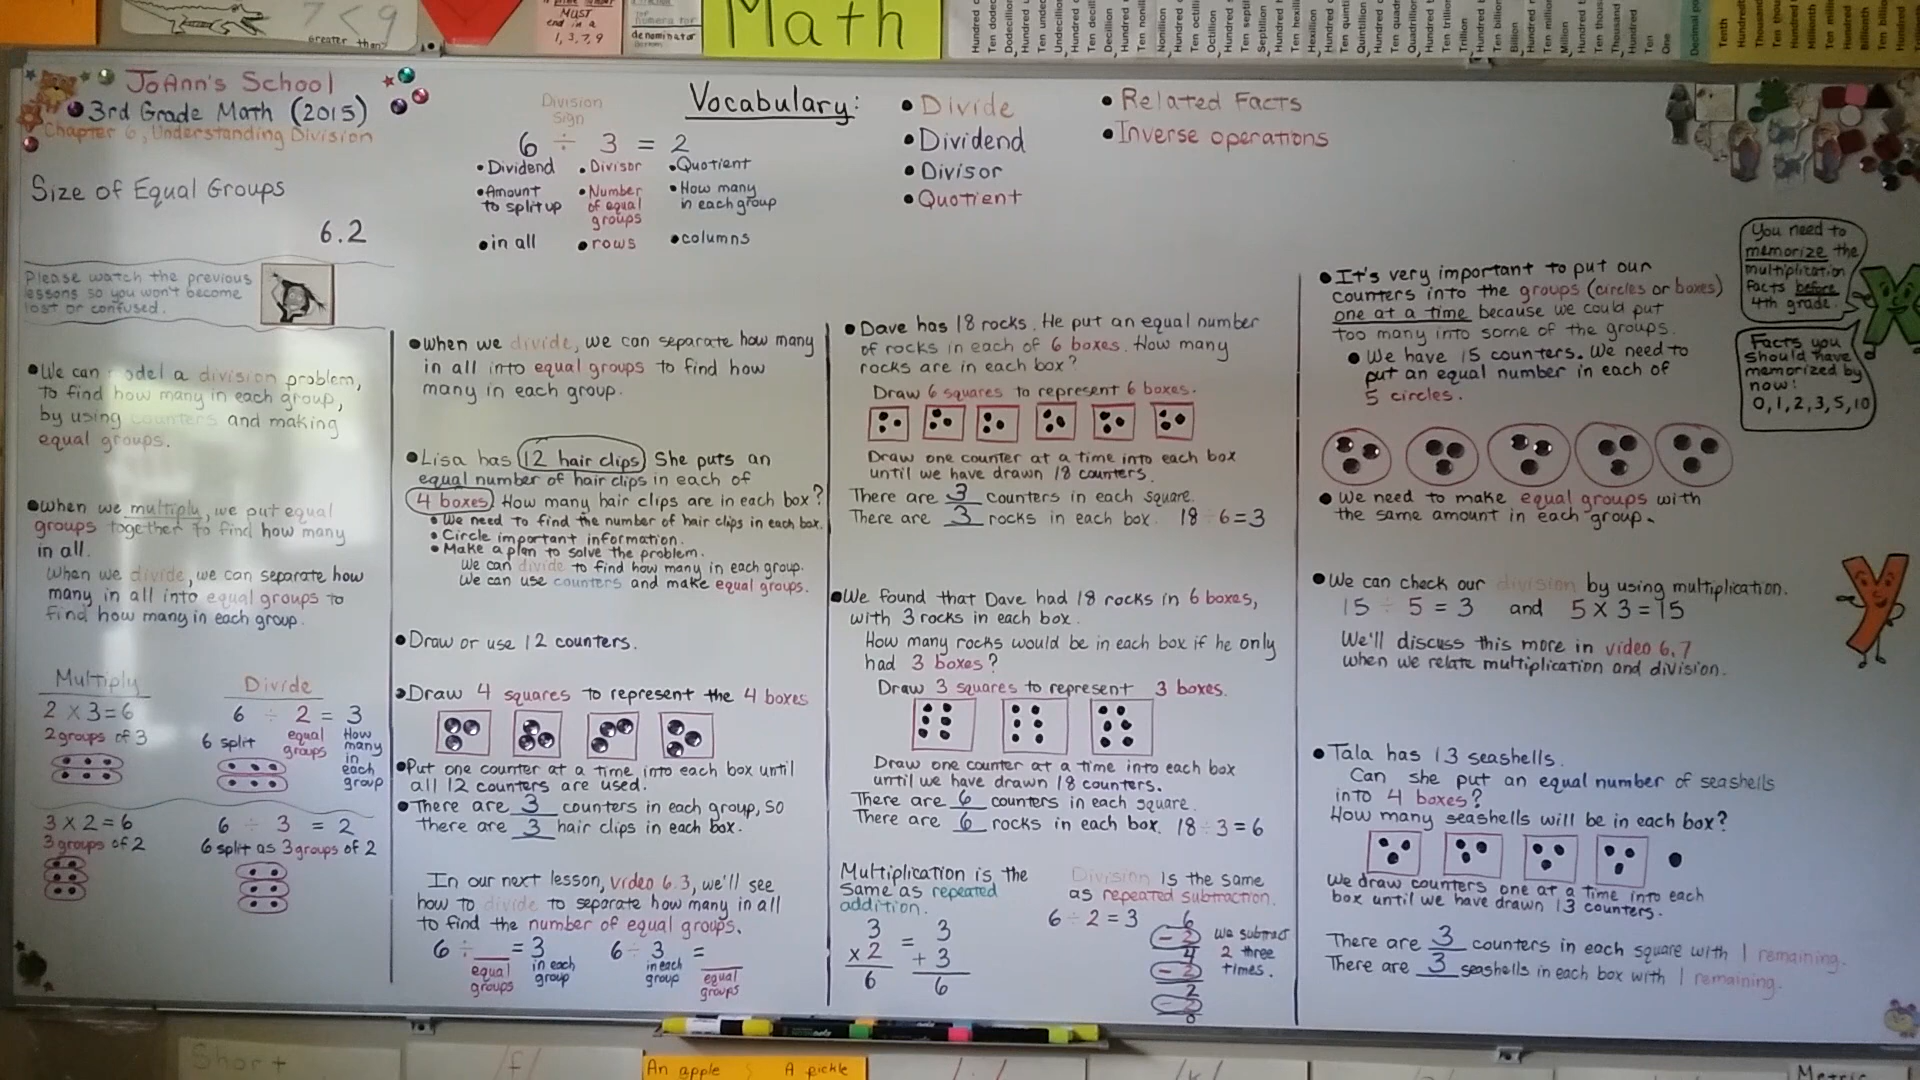 7 < 9
Greater than
MUST
end in a
1, 3, 7, 9
numerator
denominator
Math
JoAnn's School
3rd Grade Math (2015)
Chapter 6, Understanding Division
Size of Equal Groups
6.2
Please watch the previous
lessons so you won't become
lost or confused.
• We can model a division problem,
to find how many in each group,
by using counters and making
equal groups.
• When we multiply, we put equal
groups together to find how many
in all.
When we divide, we can separate how
many in all into equal groups to
find how many in each group.
Multiply
2 x 3 = 6
2 groups of 3
3 x 2 = 6
3 groups of 2
Divide
6 ÷ 2 = 3
6 split
equal
groups
How
many
in
each
group
6 ÷ 3 = 2
6 split as 3 groups of 2
Division
Sign
6 ÷ 3 = 2
• Dividend • Divisor • Quotient
• Amount
to split up
• Number
of equal
groups
• How many
in each group
• in all • rows • columns
Vocabulary:
• Divide
• Dividend
• Divisor
• Quotient
• Related Facts
• Inverse operations
• When we divide, we can separate how many
in all into equal groups to find how
many in each group.
• Lisa has 12 hair clips. She puts an
equal number of hair clips in each of
4 boxes. How many hair clips are in each box?
• We need to find the number of hair clips in each box.
• Circle important information.
• Make a plan to solve the problem.
We can divide to find how many in each group.
We can use counters and make equal groups.
• Draw or use 12 counters.
• Draw 4 squares to represent the 4 boxes
• Put one counter at a time into each box until
all 12 counters are used.
• There are 3 counters in each group, so
there are 3 hair clips in each box.
In our next lesson, video 6.3, we'll see
how to divide to separate how many in all
to find the number of equal groups.
6 ÷ __ = 3
equal
groups
in each
group
6 ÷ 3 = __
in each
group
equal
groups
• Dave has 18 rocks. He put an equal number
of rocks in each of 6 boxes. How many
rocks are in each box?
Draw 6 squares to represent 6 boxes.
Draw one counter at a time into each box
until we have drawn 18 counters.
There are 3 counters in each square.
There are 3 rocks in each box. 18 ÷ 6 = 3
• We found that Dave had 18 rocks in 6 boxes,
with 3 rocks in each box.
How many rocks would be in each box if he only
had 3 boxes?
Draw 3 squares to represent 3 boxes.
Draw one counter at a time into each box
until we have drawn 18 counters.
There are 6 counters in each square.
There are 6 rocks in each box. 18 ÷ 3 = 6
Multiplication is the
same as repeated
addition.
3 = 3
x 2 + 3
6 6
Division is the same
as repeated subtraction.
6 ÷ 2 = 3
6
- 2
4
- 2
2
- 2
0
We subtract
2 three
times.
• It's very important to put our
counters into the groups (circles or boxes)
one at a time because we could put
too many into some of the groups.
• We have 15 counters. We need to
put an equal number in each of
5 circles.
• We need to make equal groups with
the same amount in each group.
• We can check our division by using multiplication.
15 ÷ 5 = 3 and 5 x 3 = 15
We'll discuss this more in video 6.7
when we relate multiplication and division.
• Tala has 13 seashells.
Can she put an equal number of seashells
into 4 boxes?
How many seashells will be in each box?
We draw counters one at a time into each
box until we have drawn 13 counters.
There are 3 counters in each square with 1 remaining.
There are 3 seashells in each box with 1 remaining.
You need to
memorize the
multiplication
facts before
4th grade.
Facts you
should have
memorized by
now:
0, 1, 2, 3, 5, 10
X
Y
Short
/f/
An apple
A pickle
/k/
Metric